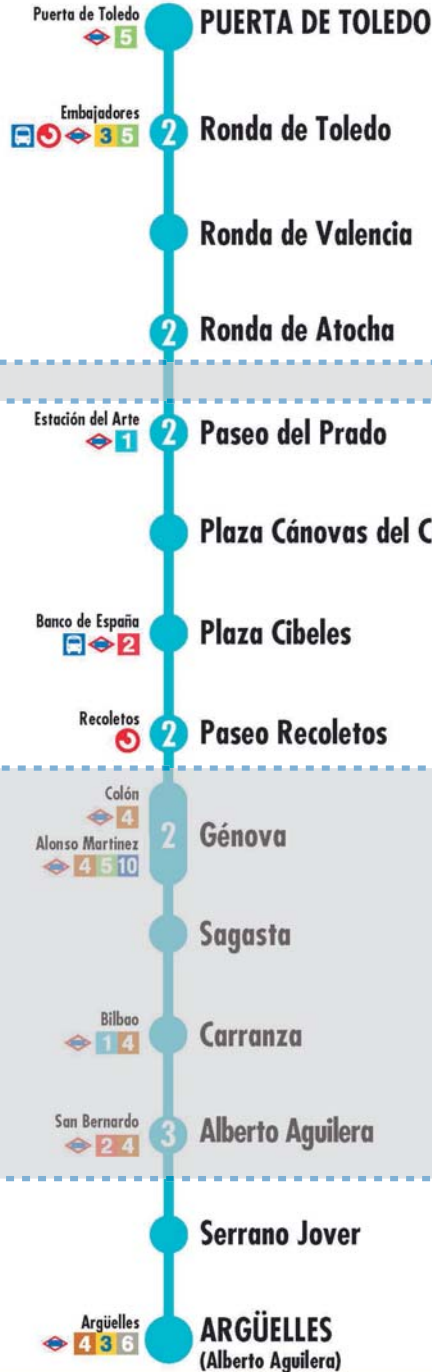 Puerta de Toledo
5
PUERTA DE TOLEDO
Embajadores
3 5
2
Ronda de Toledo
Ronda de Valencia
2
Ronda de Atocha
Estación del Arte
1
2
Paseo del Prado
Plaza Cánovas del C
Banco de España
2
Plaza Cibeles
Recoletos
2
Paseo Recoletos
Colón
4
Alonso Martinez
4 5 10
2
Génova
Sagasta
Bilbao
1 4
Carranza
San Bernardo
2 4
3
Alberto Aguilera
Serrano Jover
Argüelles
4 3 6
ARGÜELLES
(Alberto Aguilera)